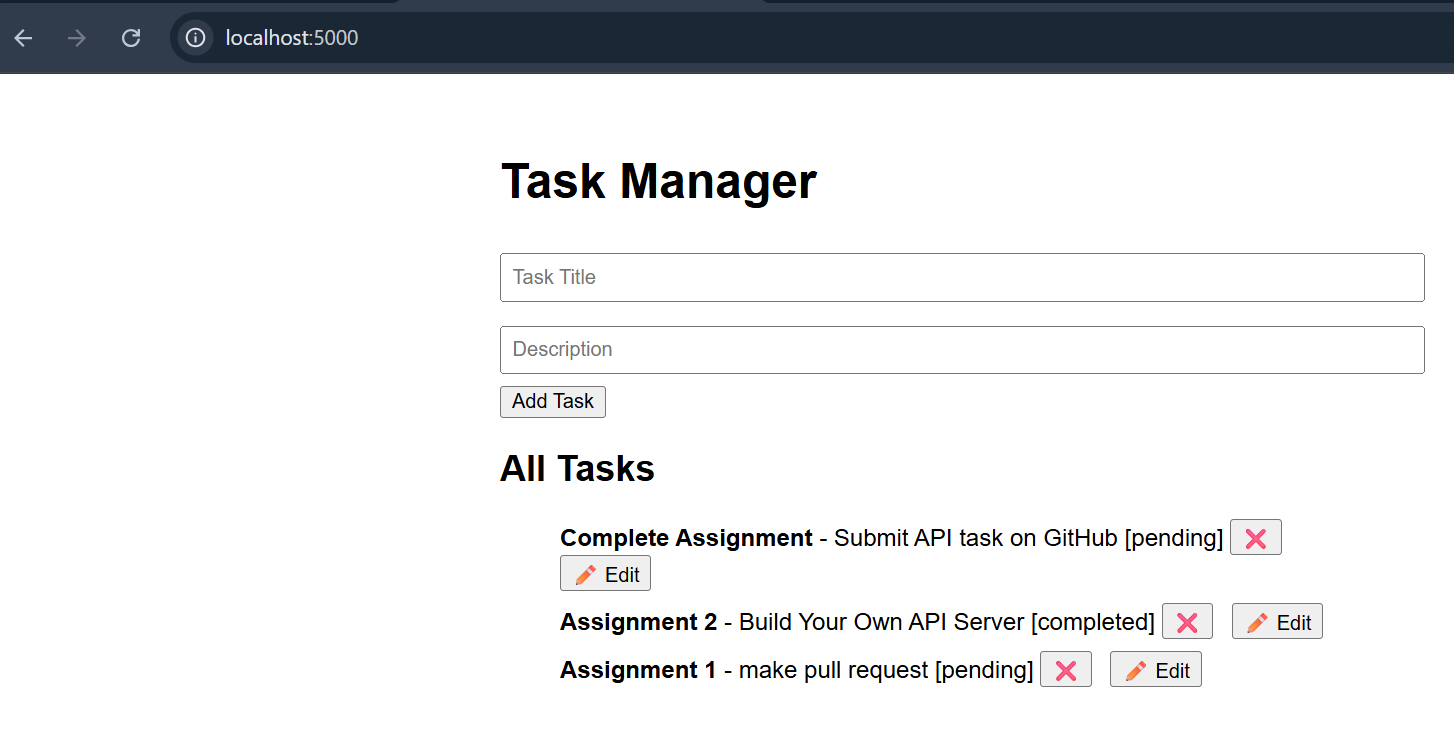 localhost:5000
Task Manager
Task Title
Description
Add Task
All Tasks
Complete Assignment - Submit API task on GitHub [pending]
Edit
Assignment 2 - Build Your Own API Server [completed] Edit
Assignment 1 - make pull request [pending] Edit